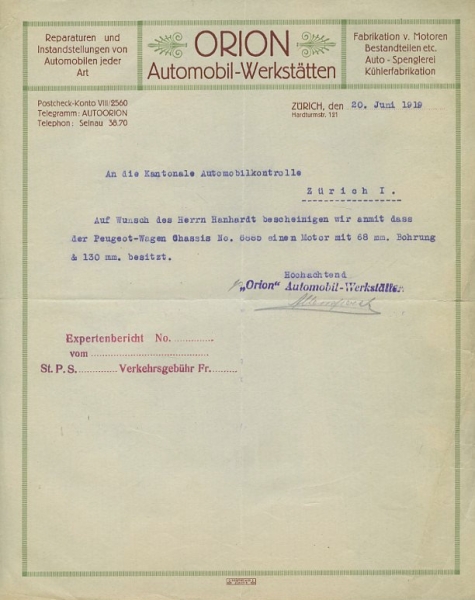 Reparaturen und
Instandstellungen von
Automobilen jeder
Art
ORION
Automobil-Werkstätten
Fabrikation v. Motoren
Bestandteilen etc.
Auto-Spenglerei
Kühlerfabrikation
Postcheck-Konto VIII/2560
Telegramm: AUTOORION
Telephon: Selnau 38.70
ZÜRICH, den 20. Juni 1919
Hardturmstr. 121
An die Kantonale Automobilkontrolle
Zürich I.
Auf Wunsch des Herrn Hanhardt bescheinigen wir anmit dass
der Peugeot-Wagen Chassis No. einen Motor mit 68 mm. Bohrung
& 130 mm. besitzt.
Hochachtend
„Orion“ Automobil-Werkstätten
Expertenbericht No.
vom
St. P. S. Verkehrsgebühr Fr.